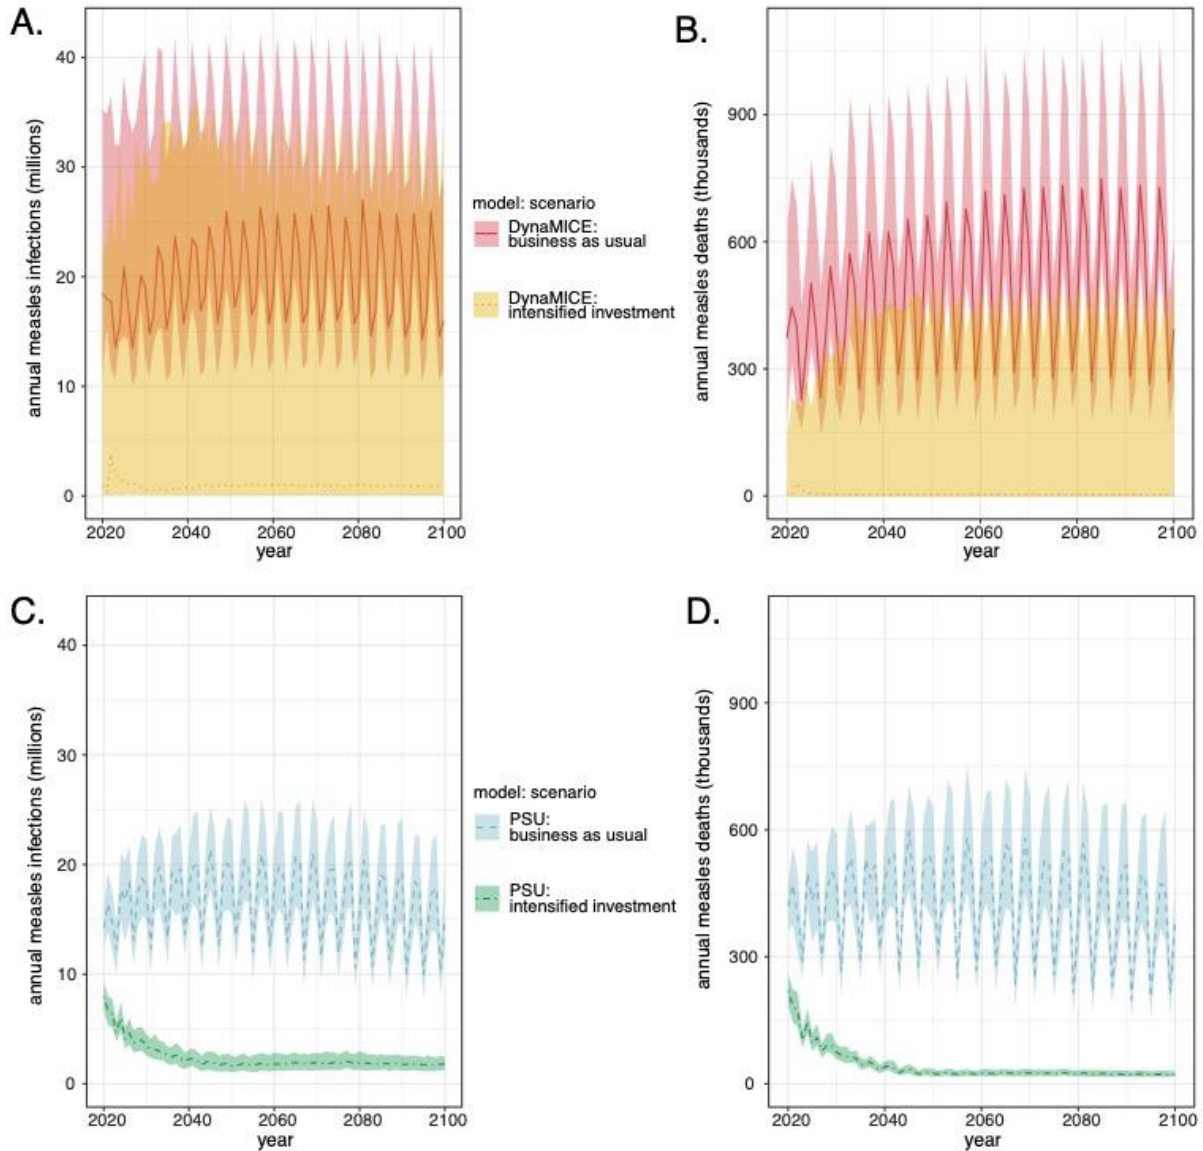 A.
annual measles infections (millions)
40
30
20
10
0
2020 2040 2060 2080 2100
year
model: scenario
DynaMICE:
business as usual
DynaMICE:
intensified investment
B.
annual measles deaths (thousands)
900
600
300
0
2020 2040 2060 2080 2100
year
C.
annual measles infections (millions)
40
30
20
10
0
2020 2040 2060 2080 2100
year
model: scenario
PSU:
business as usual
PSU:
intensified investment
D.
annual measles deaths (thousands)
900
600
300
0
2020 2040 2060 2080 2100
year